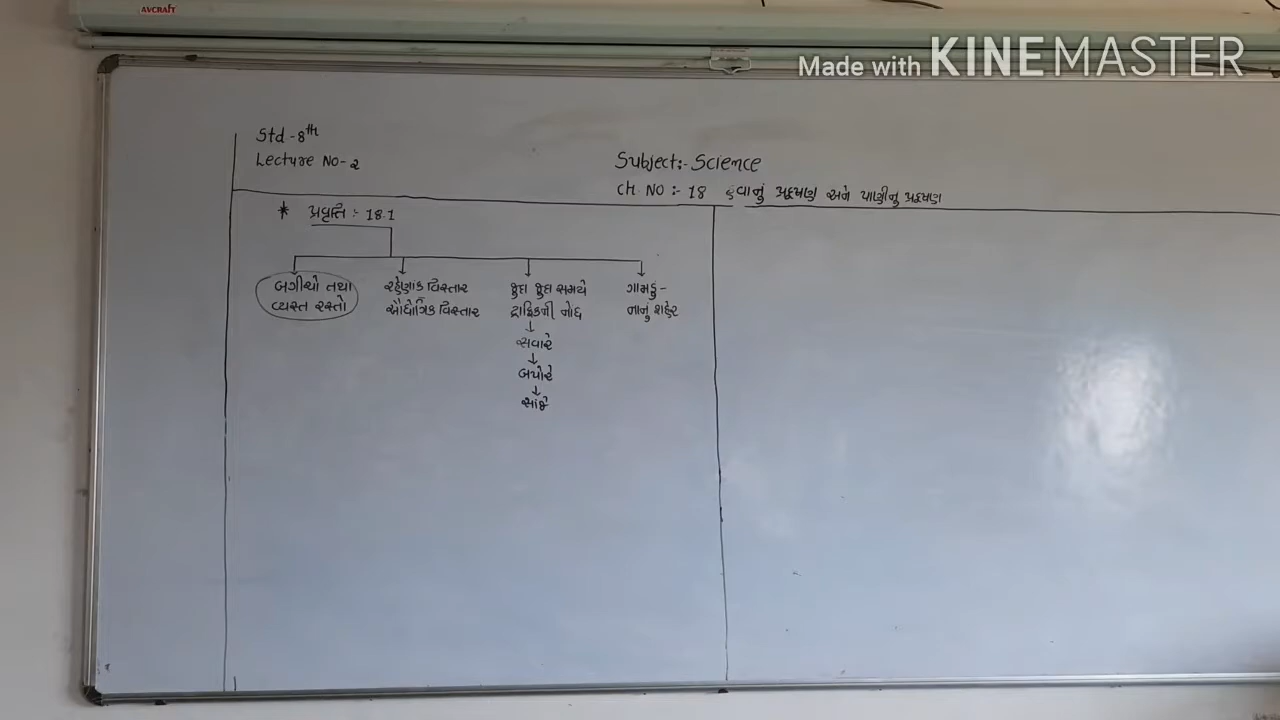 AVCRAFT
Made with KINEMASTER
Std - 8th
Lecture No - 2
Subject:- Science
CH. NO :- 18 હવાનું પ્રદૂષણ અને પાણીનુ પ્રદૂષણ
* પ્રવૃત્તિ :- 18.1
બગીચો તથા
વ્યસ્ત રસ્તો
રહેણાક વિસ્તાર
ઔદ્યોગિક વિસ્તાર
જુદા જુદા સમયે
ટ્રાફિકની નોંધ
↓
સવારે
↓
બપોરે
↓
સાંજે
ગામડુ -
નાનું શહેર